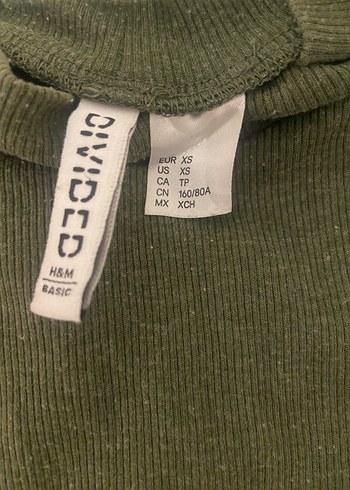 DIVIDED
H&M
BASIC
EUR XS
US XS
CA TP
CN 160/80A
MX XCH